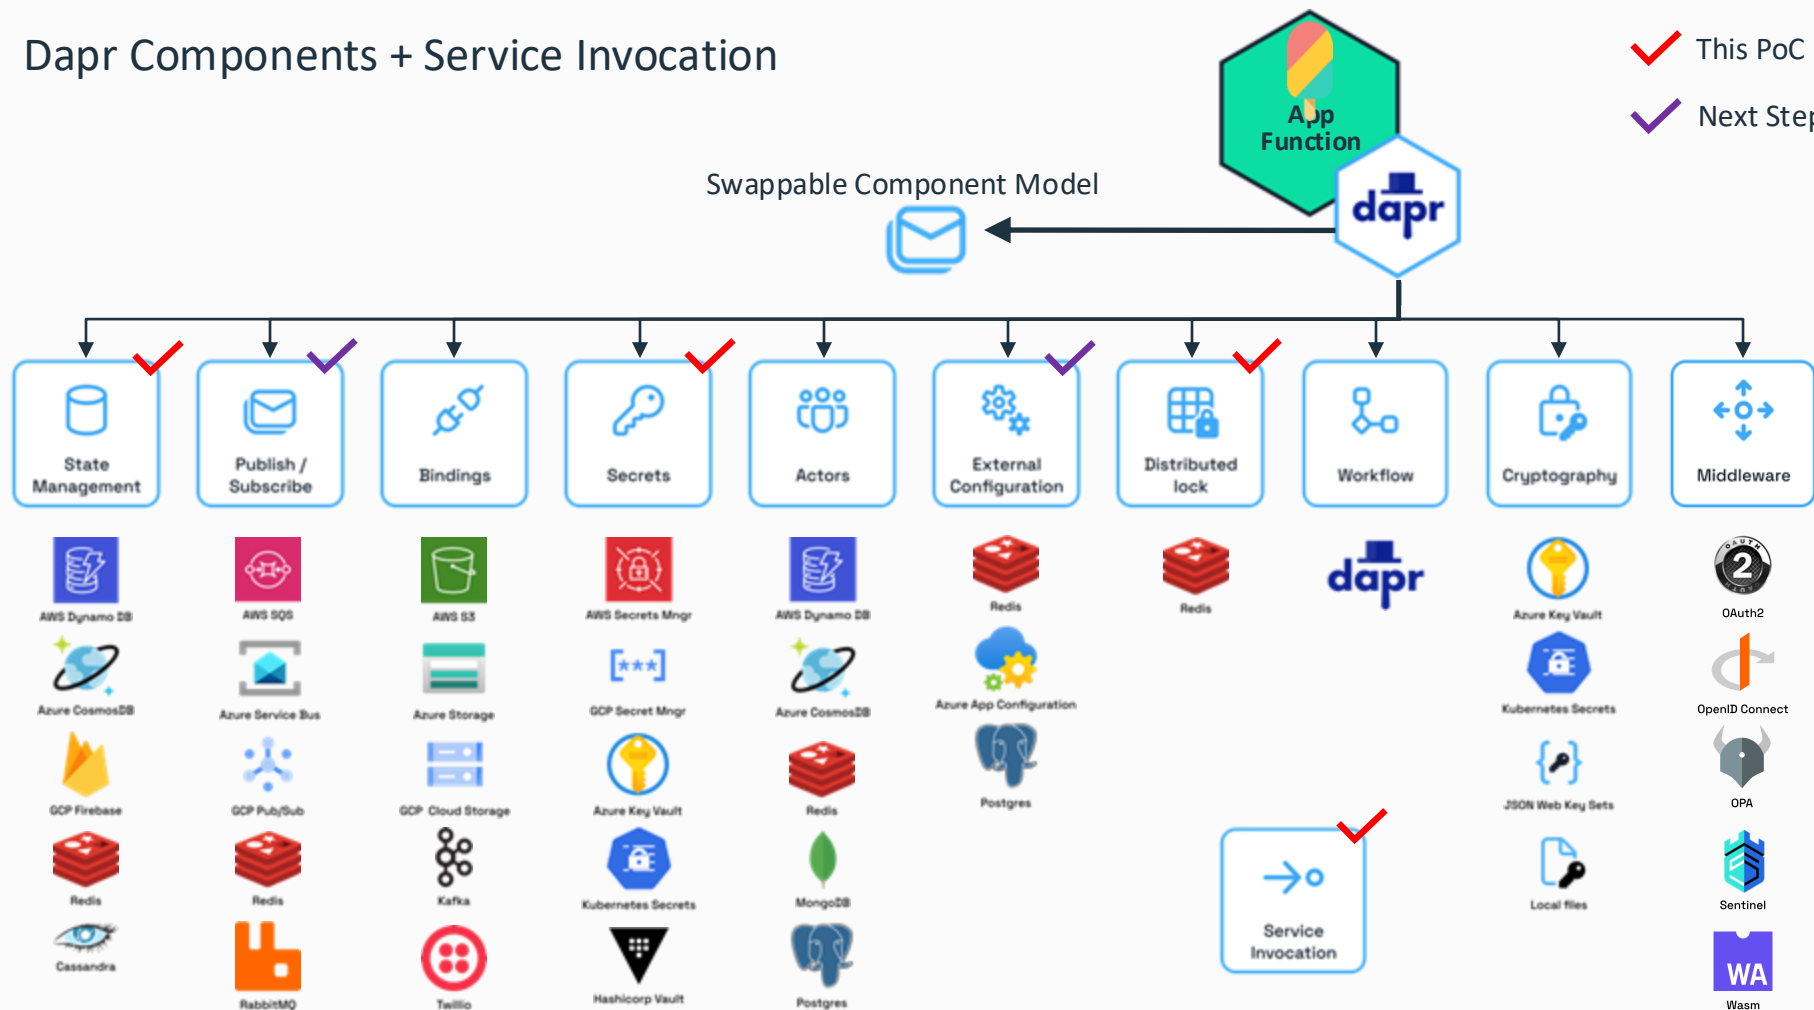 Dapr Components + Service Invocation
This PoC
Next Step
App
Function
dapr
Swappable Component Model
State
Management
Publish /
Subscribe
Bindings
Secrets
Actors
External
Configuration
Distributed
lock
Workflow
Cryptography
Middleware
AWS Dynamo DB
Azure CosmosDB
GCP Firebase
Redis
Cassandra
AWS SQS
Azure Service Bus
GCP Pub/Sub
Redis
RabbitMQ
AWS S3
Azure Storage
GCP Cloud Storage
Kafka
Twillio
AWS Secrets Mngr
[***]
GCP Secret Mngr
Azure Key Vault
Kubernetes Secrets
Hashicorp Vault
AWS Dynamo DB
Azure CosmosDB
Redis
MongoDB
Postgres
Redis
Azure App Configuration
Postgres
Redis
dapr
Azure Key Vault
Kubernetes Secrets
JSON Web Key Sets
Local files
OAUTH
2
OAuth2
OpenID Connect
OPA
Sentinel
WA
Wasm
Service
Invocation